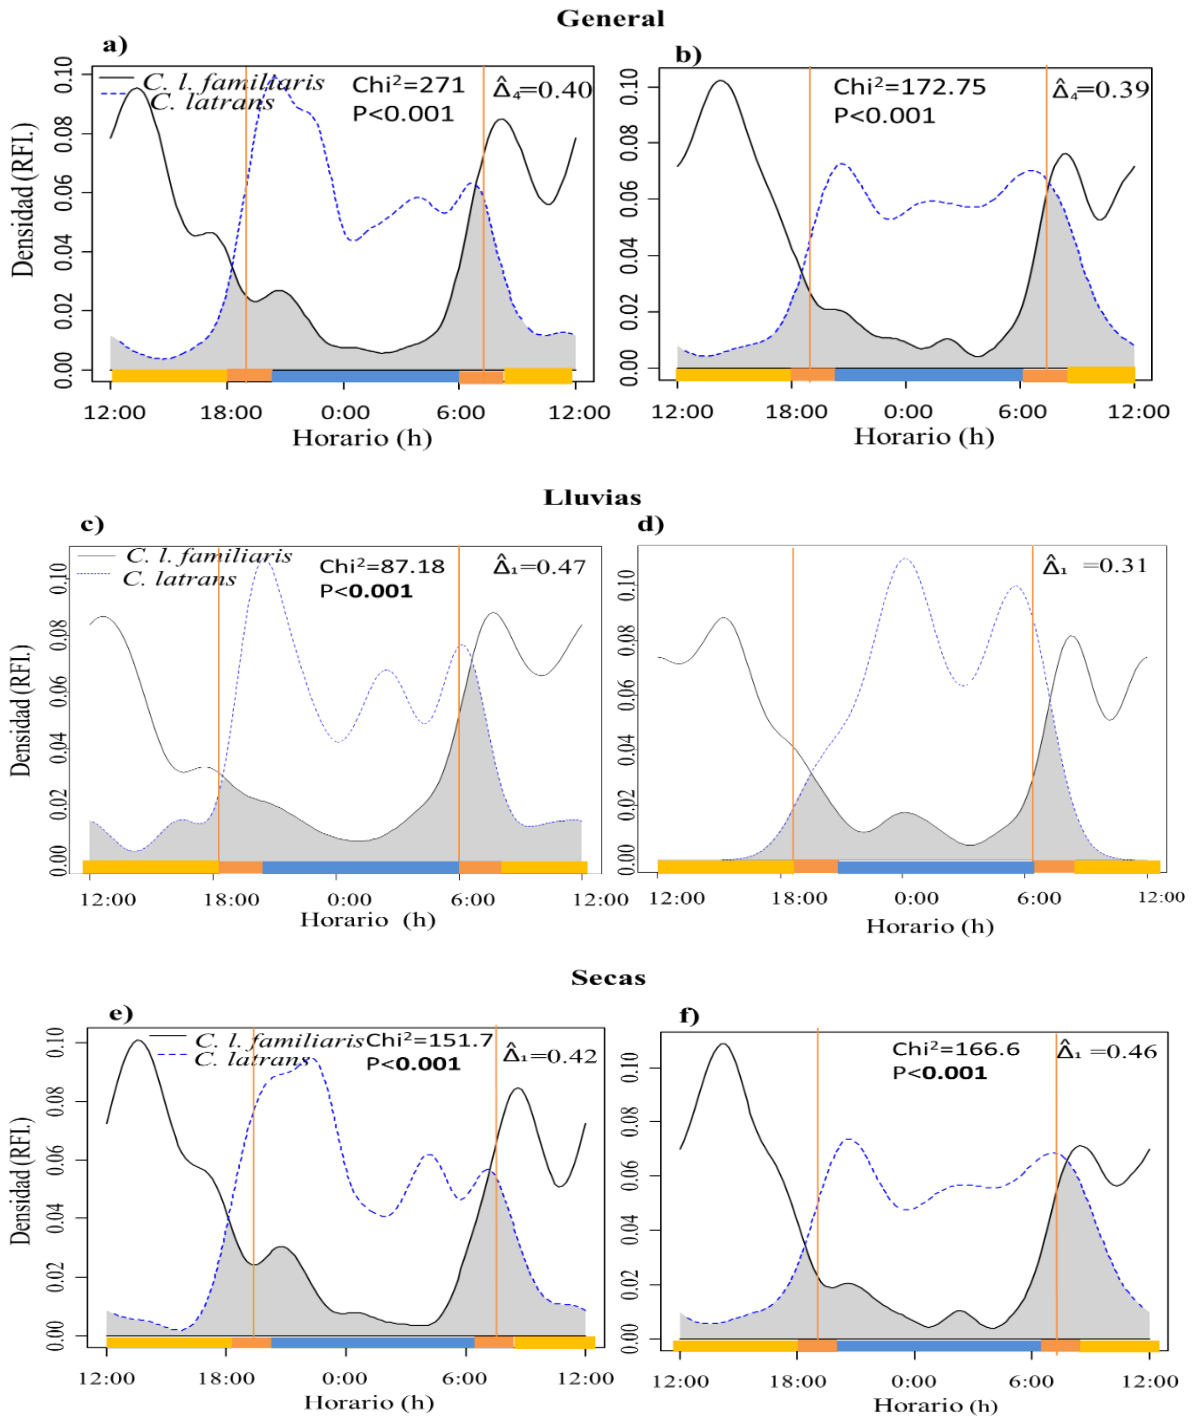 General
a)
C. l. familiaris
C. latrans
Chi²=271
P<0.001
Δ̂₄=0.40
Densidad (RFI.)
0.10
0.08
0.06
0.04
0.02
0.00
12:00 18:00 0:00 6:00 12:00
Horario (h)
b)
Chi²=172.75
P<0.001
Δ̂₄=0.39
0.10
0.08
0.06
0.04
0.02
0.00
12:00 18:00 0:00 6:00 12:00
Horario (h)
Lluvias
c)
C. l. familiaris
C. latrans
Chi²=87.18
P<0.001
Δ̂₁=0.47
Densidad (RFI.)
0.10
0.08
0.06
0.04
0.02
0.00
12:00 18:00 0:00 6:00 12:00
Horario (h)
d)
Δ̂₁ =0.31
0.10
0.08
0.06
0.04
0.02
0.00
12:00 18:00 0:00 6:00 12:00
Horario (h)
Secas
e)
C. l. familiaris
C. latrans
Chi²=151.7
P<0.001
Δ̂₁=0.42
Densidad (RFI.)
0.10
0.08
0.06
0.04
0.02
0.00
12:00 18:00 0:00 6:00 12:00
Horario (h)
f)
Chi²=166.6
P<0.001
Δ̂₁ =0.46
0.10
0.08
0.06
0.04
0.02
0.00
12:00 18:00 0:00 6:00 12:00
Horario (h)